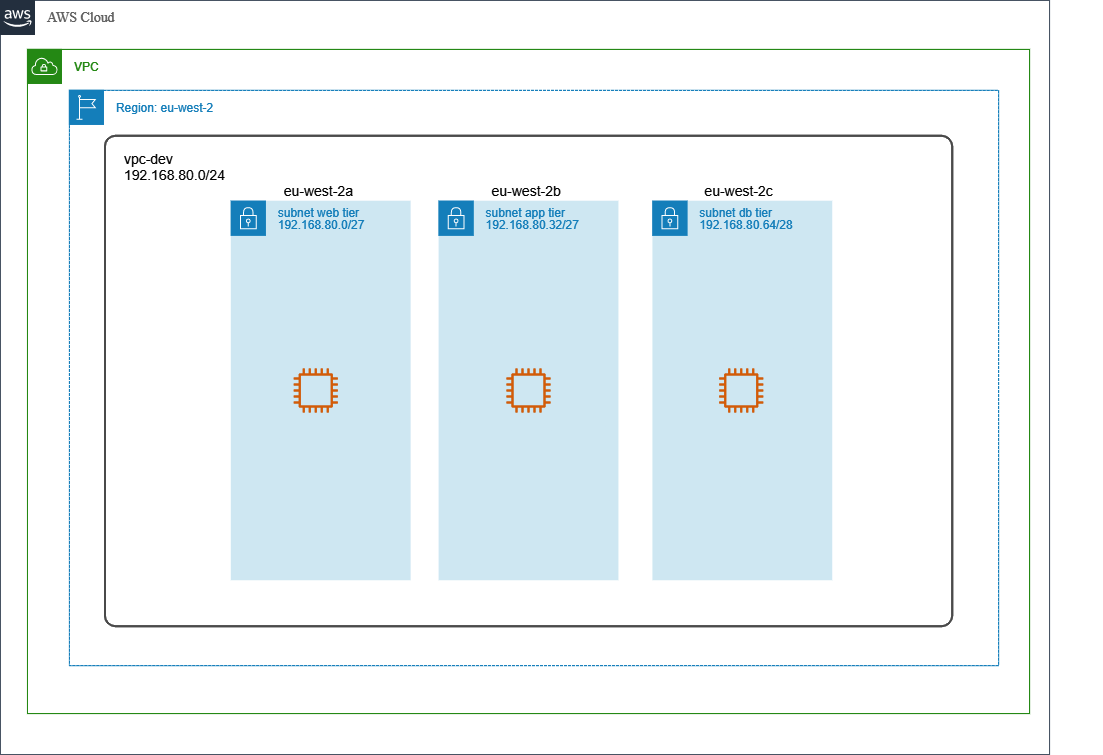 aws
AWS Cloud
VPC
Region: eu-west-2
vpc-dev
192.168.80.0/24
eu-west-2a
eu-west-2b
eu-west-2c
subnet web tier
192.168.80.0/27
subnet app tier
192.168.80.32/27
subnet db tier
192.168.80.64/28